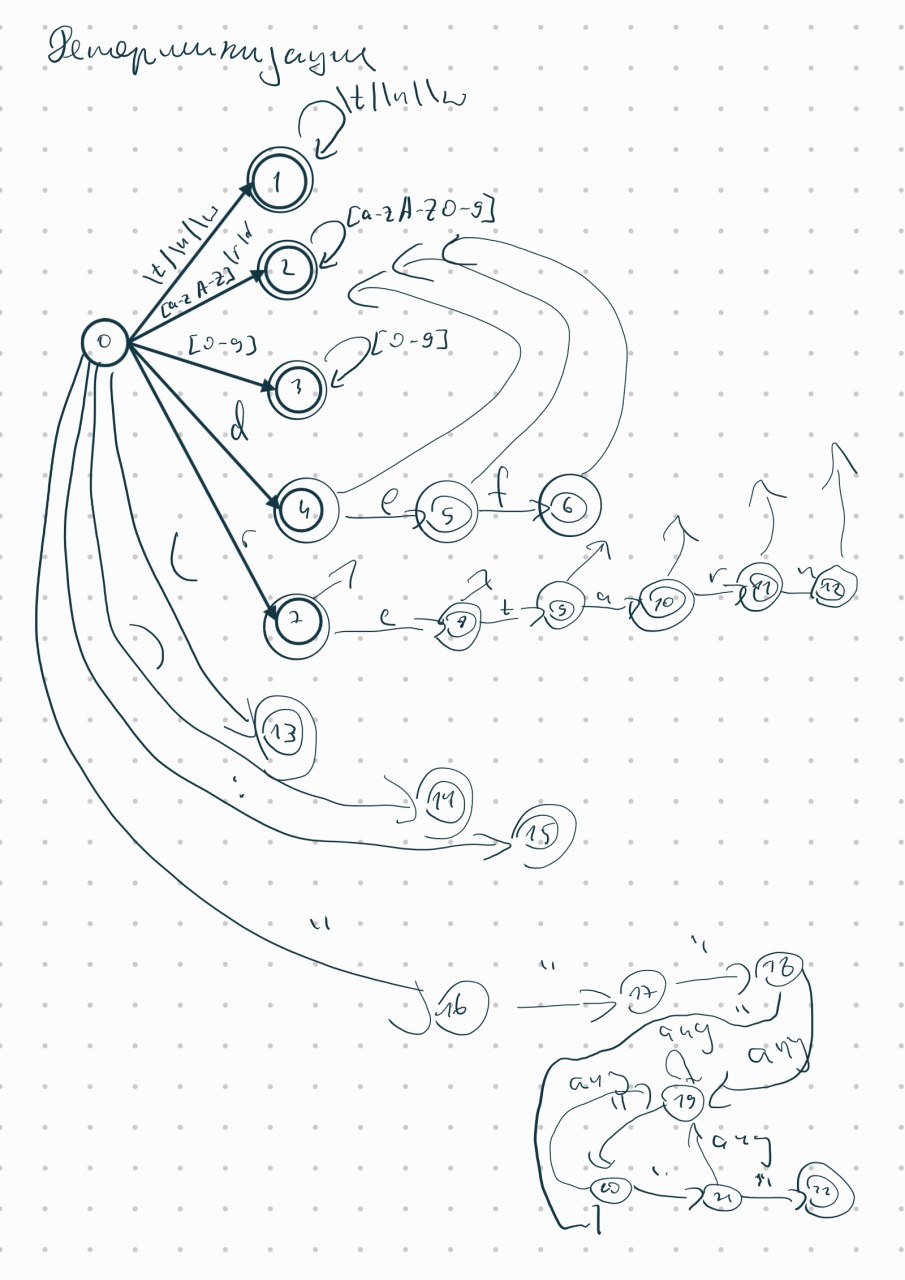 Детерминизация
\t|\n|\w
1
\t|\n|\w
[a-zA-Z0-9]
2
[a-zA-Z]\r\d
0
[0-9]
3
[0-9]
d
4
e
5
f
6
r
7
e
8
t
9
a
10
r
11
n
12
(
)
13
:
14
15
"
16
"
17
"
18
"
any
any
any
"
19
any
20
"
21
"
22